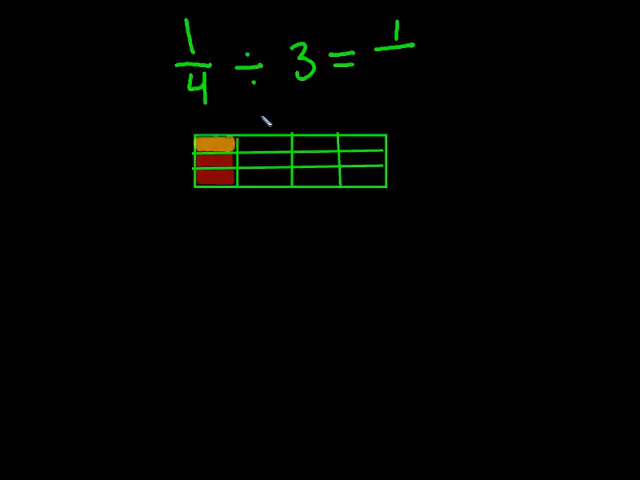 1/4 ÷ 3 = 1/